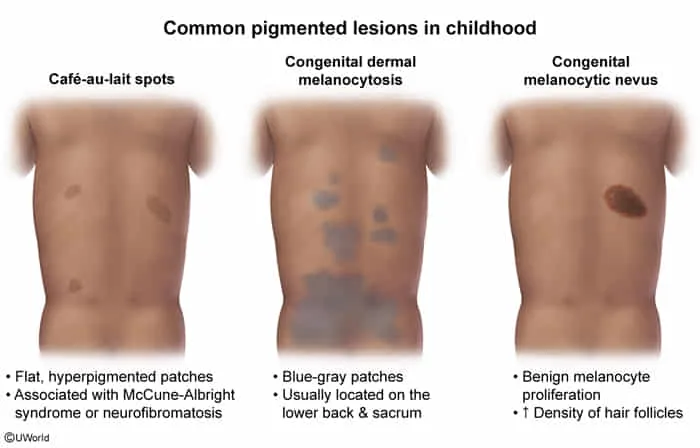 Common pigmented lesions in childhood
Café-au-lait spots
Congenital dermal
melanocytosis
Congenital
melanocytic nevus
• Flat, hyperpigmented patches
• Associated with McCune-Albright
syndrome or neurofibromatosis
• Blue-gray patches
• Usually located on the
lower back & sacrum
• Benign melanocyte
proliferation
• ↑ Density of hair follicles
©UWorld